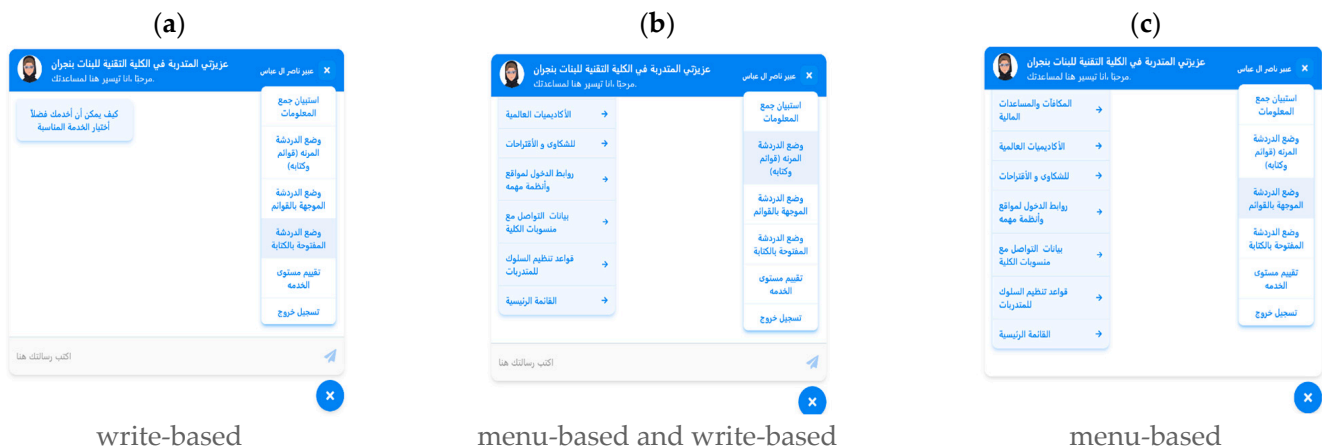 (a)
عزيزتي المتدربة في الكلية التقنية للبنات بنجران
مرحبًا ،انا تيسير هنا لمساعدتك.
عبير ناصر ال عباس
×
كيف يمكن أن أخدمك فضلاً
أختيار الخدمة المناسبة
استبيان جمع
المعلومات
وضع الدردشة
المرنه (قوائم
وكتابه)
وضع الدردشة
الموجهة بالقوائم
وضع الدردشة
المفتوحة بالكتابة
تقييم مستوى
الخدمه
تسجيل خروج
اكتب رسالتك هنا
×
write-based
(b)
عزيزتي المتدربة في الكلية التقنية للبنات بنجران
مرحبًا ،انا تيسير هنا لمساعدتك.
عبير ناصر ال عباس
×
الأكاديميات العالمية
للشكاوى و الأقتراحات
روابط الدخول لمواقع
وأنظمة مهمه
بيانات التواصل مع
منسوبات الكلية
قواعد تنظيم السلوك
للمتدربات
القائمة الرئيسية
استبيان جمع
المعلومات
وضع الدردشة
المرنه (قوائم
وكتابه)
وضع الدردشة
الموجهة بالقوائم
وضع الدردشة
المفتوحة بالكتابة
تقييم مستوى
الخدمه
تسجيل خروج
اكتب رسالتك هنا
×
menu-based and write-based
(c)
عزيزتي المتدربة في الكلية التقنية للبنات بنجران
مرحبًا ،انا تيسير هنا لمساعدتك.
عبير ناصر ال عباس
×
المكافآت والمساعدات
المالية
الأكاديميات العالمية
للشكاوى و الأقتراحات
روابط الدخول لمواقع
وأنظمة مهمه
بيانات التواصل مع
منسوبات الكلية
قواعد تنظيم السلوك
للمتدربات
القائمة الرئيسية
استبيان جمع
المعلومات
وضع الدردشة
المرنه (قوائم
وكتابه)
وضع الدردشة
الموجهة بالقوائم
وضع الدردشة
المفتوحة بالكتابة
تقييم مستوى
الخدمه
تسجيل خروج
×
menu-based